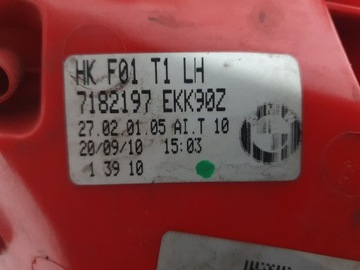 HK F01 T1 LH
7182197 EKK90Z
27.02.01.05 AI.T 10
20/09/10 15:03
1 39 10